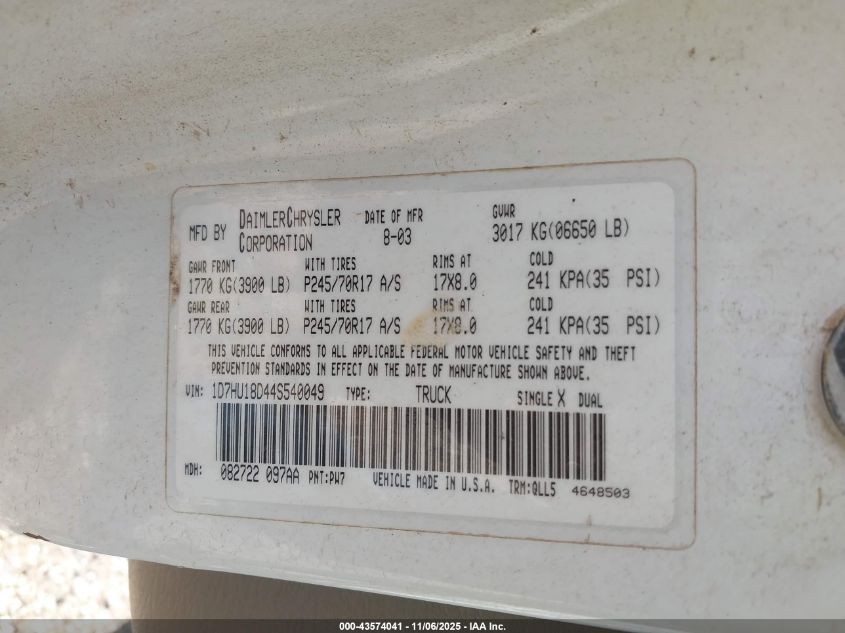 MFD BY DAIMLERCHRYSLER CORPORATION DATE OF MFR 8-03 GVWR 3017 KG(06650 LB)
GAWR FRONT WITH TIRES RIMS AT COLD
1770 KG(3900 LB) P245/70R17 A/S 17X8.0 241 KPA(35 PSI)
GAWR REAR WITH TIRES RIMS AT COLD
1770 KG(3900 LB) P245/70R17 A/S 17X8.0 241 KPA(35 PSI)
THIS VEHICLE CONFORMS TO ALL APPLICABLE FEDERAL MOTOR VEHICLE SAFETY AND THEFT
PREVENTION STANDARDS IN EFFECT ON THE DATE OF MANUFACTURE SHOWN ABOVE.
VIN: 1D7HU18D44S540049 TYPE: TRUCK SINGLE X DUAL
MDH: 082722 097AA PNT:PW7 VEHICLE MADE IN U.S.A. TRM:QLL5 4648503
000-43574041 - 11/06/2025 - IAA Inc.